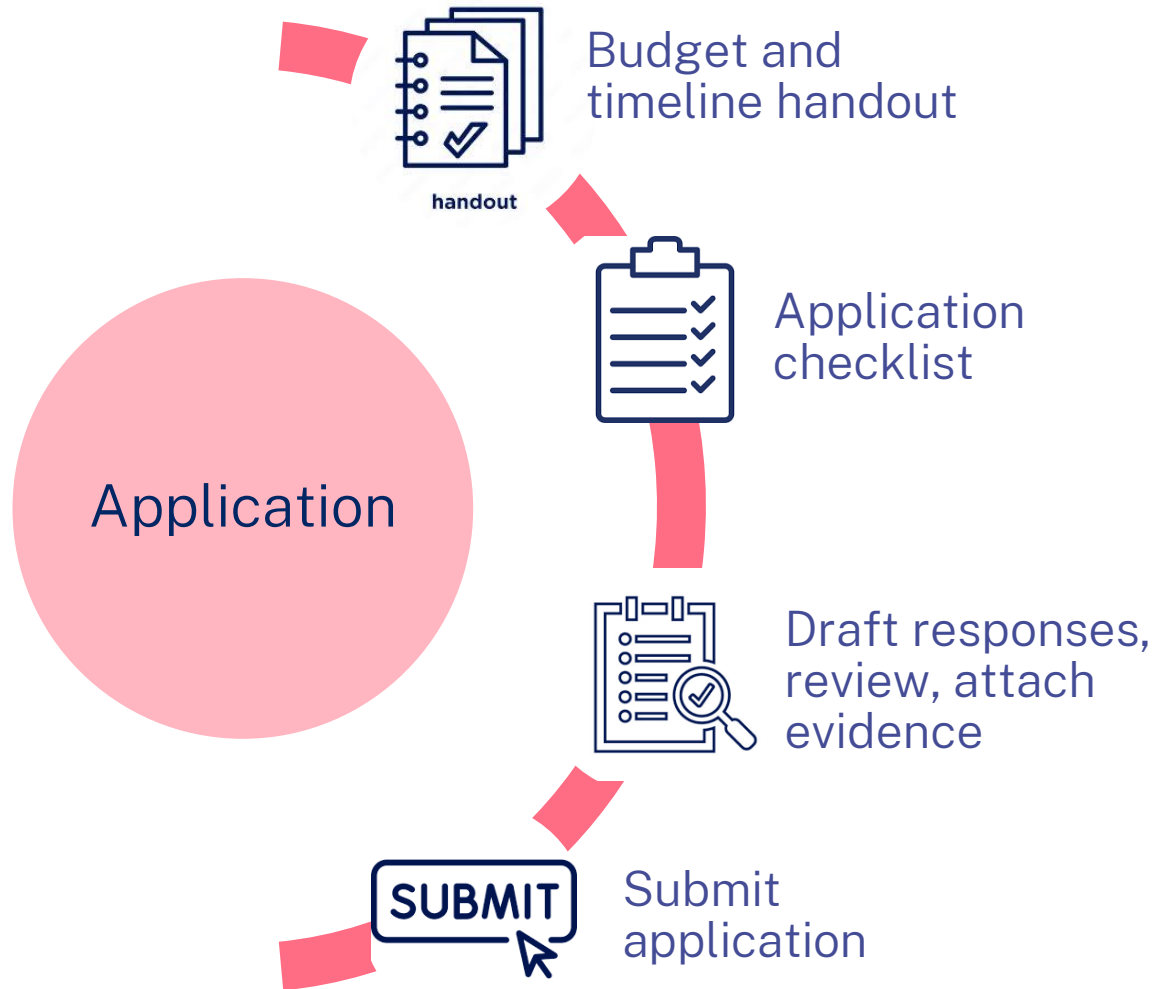 Budget and
timeline handout
handout
Application
checklist
Application
Draft responses,
review, attach
evidence
SUBMIT
Submit
application